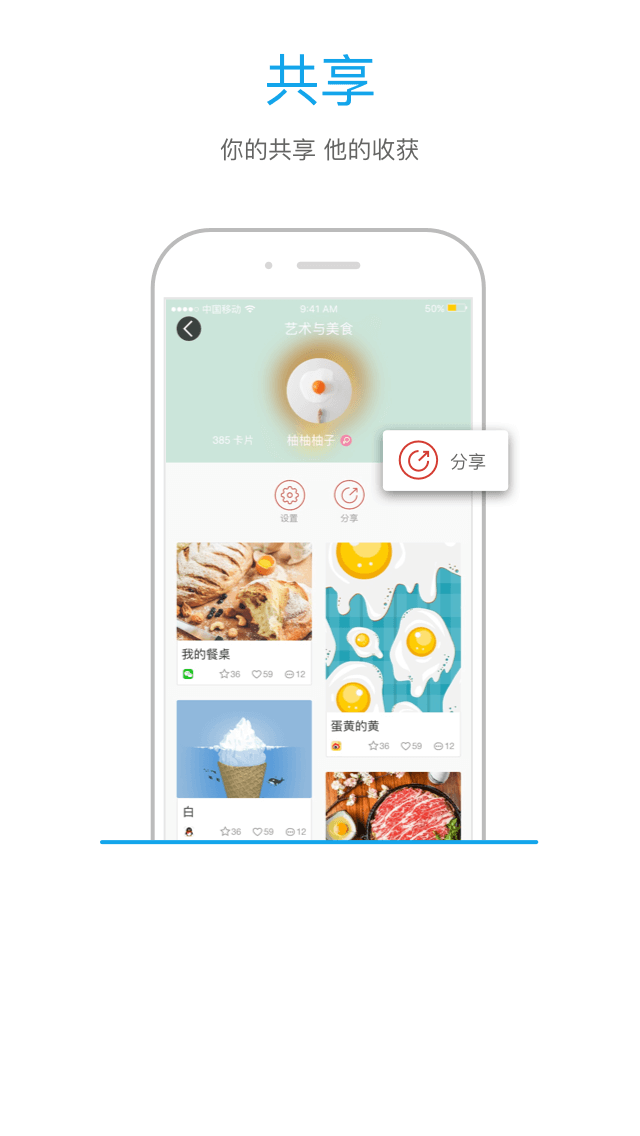 共享
你的共享 他的收获
中国移动 9:41 AM 50%
艺术与美食
385 卡片 柚柚柚子
分享
设置 分享
我的餐桌
36 59 12
蛋黄的黄
36 59 12
白
36 59 12